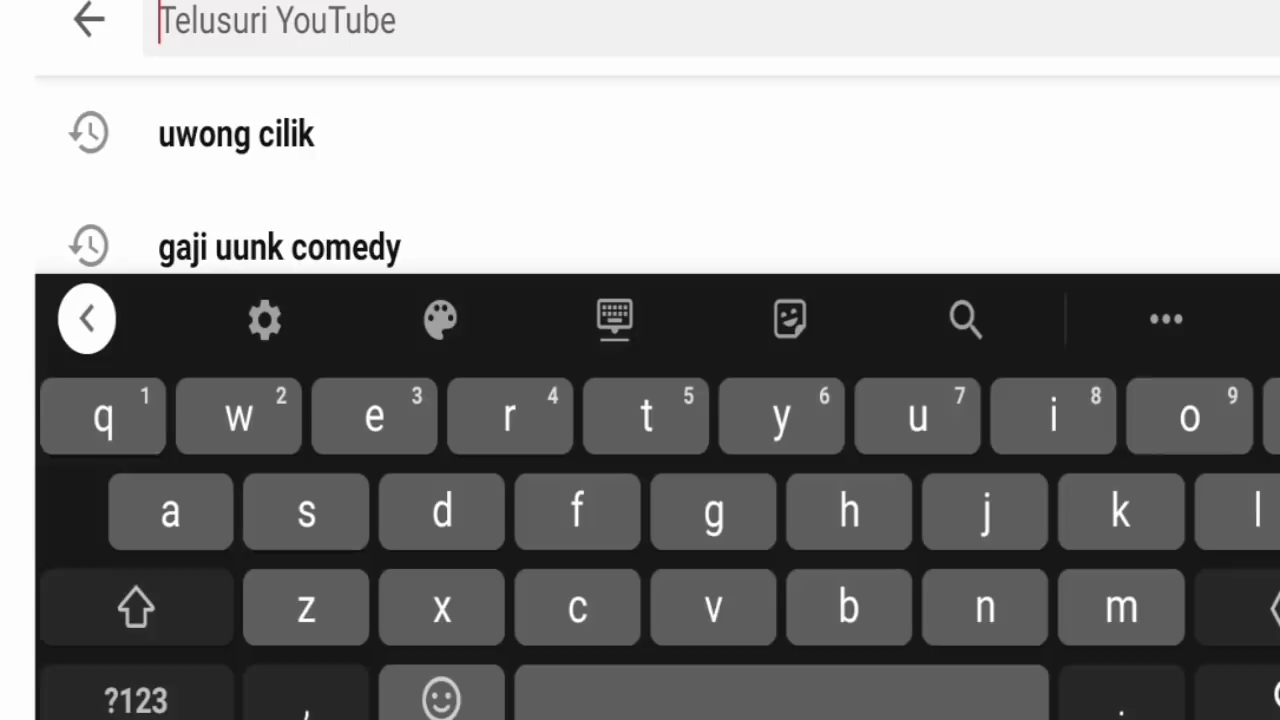 Telusuri YouTube
uwong cilik
gaji uunk comedy
q 1 w 2 e 3 r 4 t 5 y 6 u 7 i 8 o 9
a s d f g h j k l
z x c v b n m
?123 , .